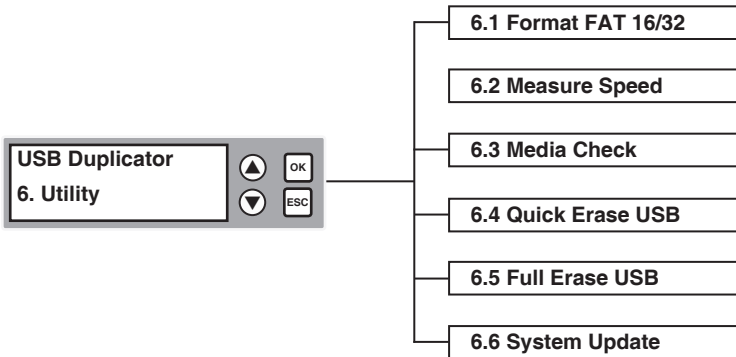 USB Duplicator
6. Utility
OK
ESC
6.1 Format FAT 16/32
6.2 Measure Speed
6.3 Media Check
6.4 Quick Erase USB
6.5 Full Erase USB
6.6 System Update